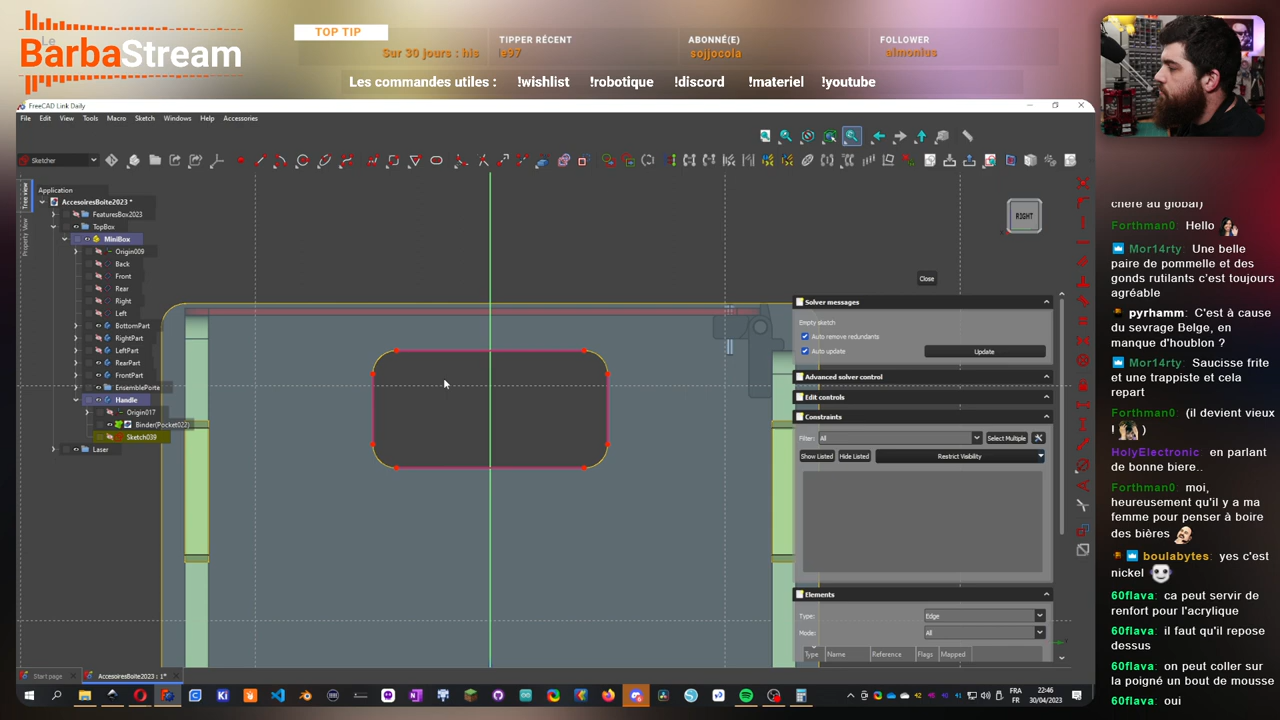 Le
BarbaStream
TOP TIP
Sur 30 jours : his
TIPPER RÉCENT
le97
ABONNÉ(E)
sojjocola
FOLLOWER
almonius
Les commandes utiles : !wishlist !robotique !discord !materiel !youtube
FreeCAD Link Daily
File Edit View Tools Macro Sketch Windows Help Accessories
Sketcher
Tree view
Property View
Application
AccesoiresBoite2023 *
FeaturesBox2023
TopBox
MiniBox
Origin009
Back
Front
Rear
Right
Left
BottomPart
RightPart
LeftPart
RearPart
FrontPart
EnsemblePorte
Handle
Origin017
Binder(Pocket022)
Sketch039
Laser
RIGHT
Close
Solver messages
Empty sketch
Auto remove redundants
Auto update
Update
Advanced solver control
Edit controls
Constraints
Filter: All
Select Multiple
Show Listed
Hide Listed
Restrict Visibility
Elements
Type: Edge
Mode: All
Type Name Reference Flags Mapped
Start page
AccesoiresBoite2023 : 1*
FRA
FR
22:46
30/04/2023
chère au global)
Forthman0: Hello
Mor14rty: Une belle
paire de pommelle et des
gonds rutilants c'est toujours
agréable
pyrhamm: C'est à cause
du sevrage Belge, en
manque d'houblon ?
Mor14rty: Saucisse frite
et une trappiste et cela
repart
Forthman0: (il devient vieux
!
)
HolyElectronic: en parlant
de bonne biere..
Forthman0: moi,
heureusement qu'il y a ma
femme pour penser à boire
des bières
boulabytes: yes c'est
nickel
60flava: ca peut servir de
renfort pour l'acrylique
60flava: il faut qu'il repose
dessus
60flava: on peut coller sur
la poigné un bout de mousse
60flava: oui